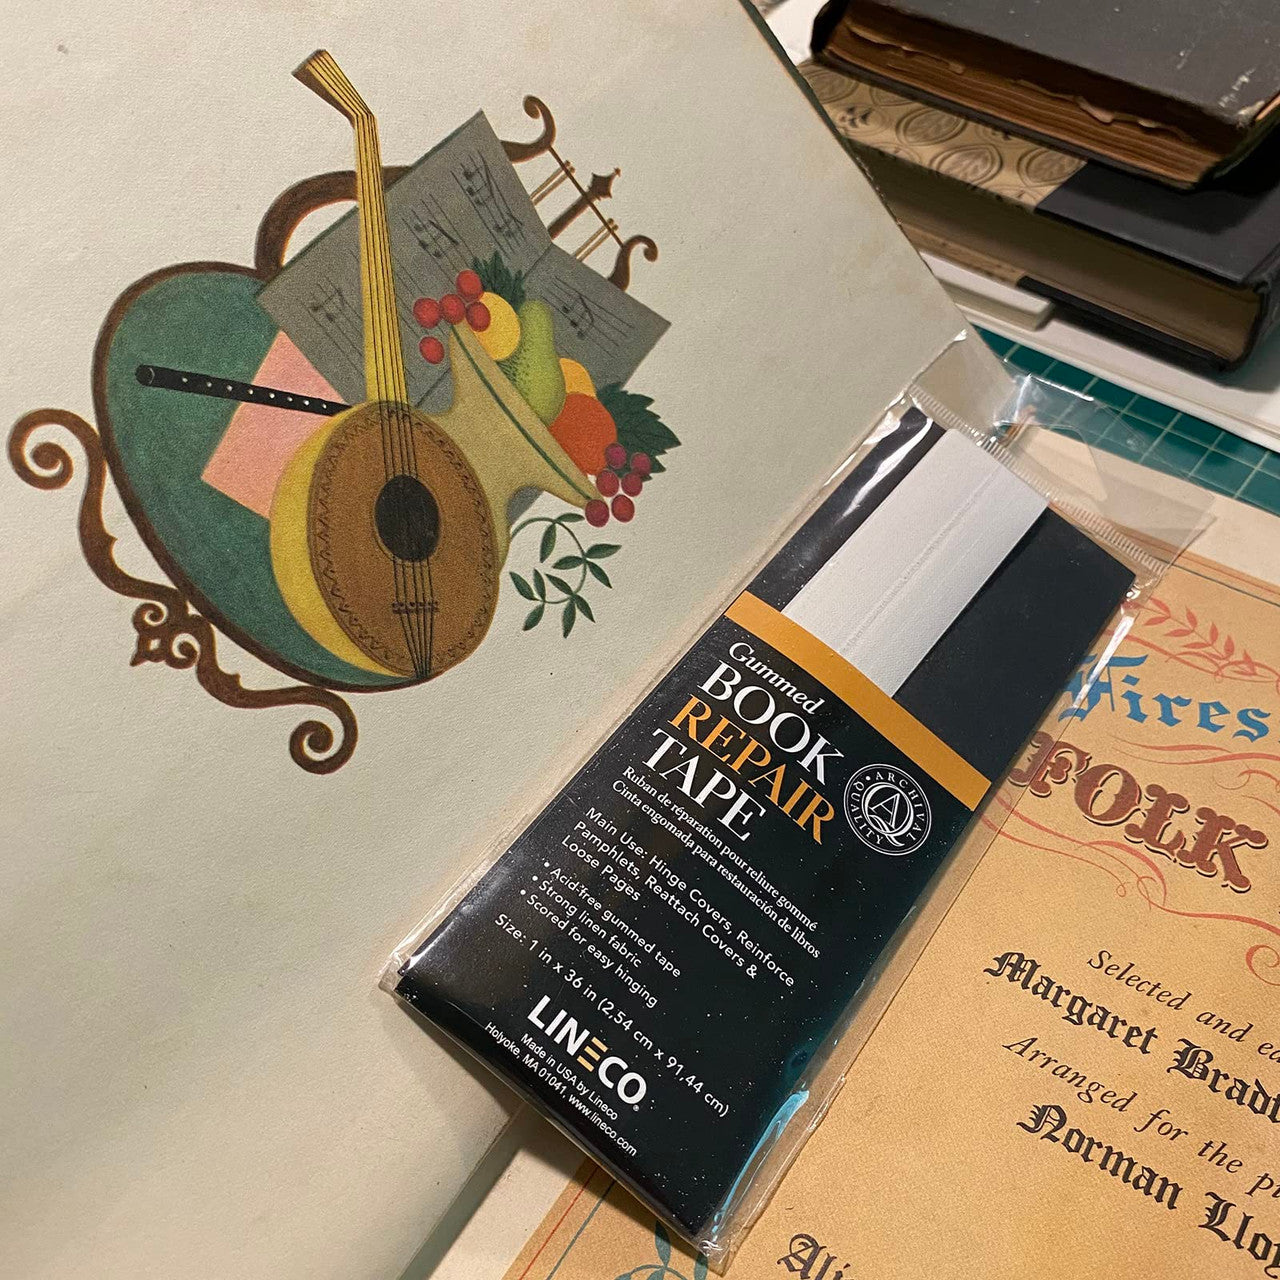 Gummed
BOOK
REPAIR
TAPE
Ruban de réparation pour reliure gommé
Cinta engomada para restauración de libros
ARCHIVAL
QUALITY
AQ
Main Use: Hinge Covers, Reinforce
Pamphlets, Reattach Covers &
Loose Pages
• Acid-free gummed tape
• Strong linen fabric
• Scored for easy hinging
Size: 1 in x 36 in (2,54 cm x 91,44 cm)
LINECO
Made in USA by Lineco
Holyoke, MA 01041, www.lineco.com
Fires
FOLK
Selected and
Margaret
Arranged for the
Norman